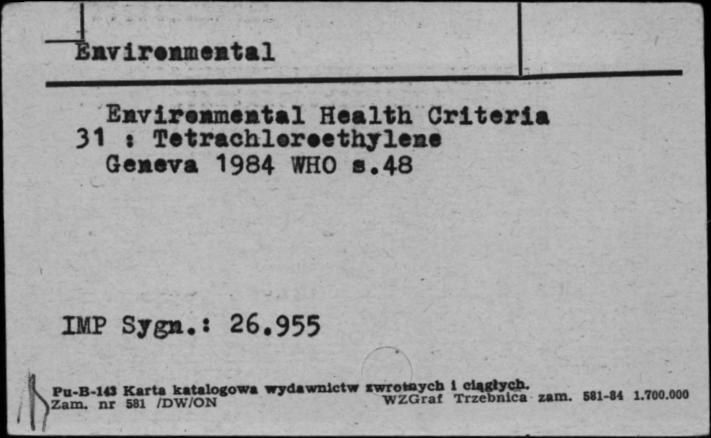 Environmental
Environmental Health Criteria
31 : Tetrachloroethylene
Geneva 1984 WHO s.48
IMP Sygn.: 26.955
Pu-B-143 Karta katalogowa wydawnictw zwrotnych i ciągłych.
Zam. nr 581 /DW/ON WZGraf Trzebnica zam. 581-84 1.700.000